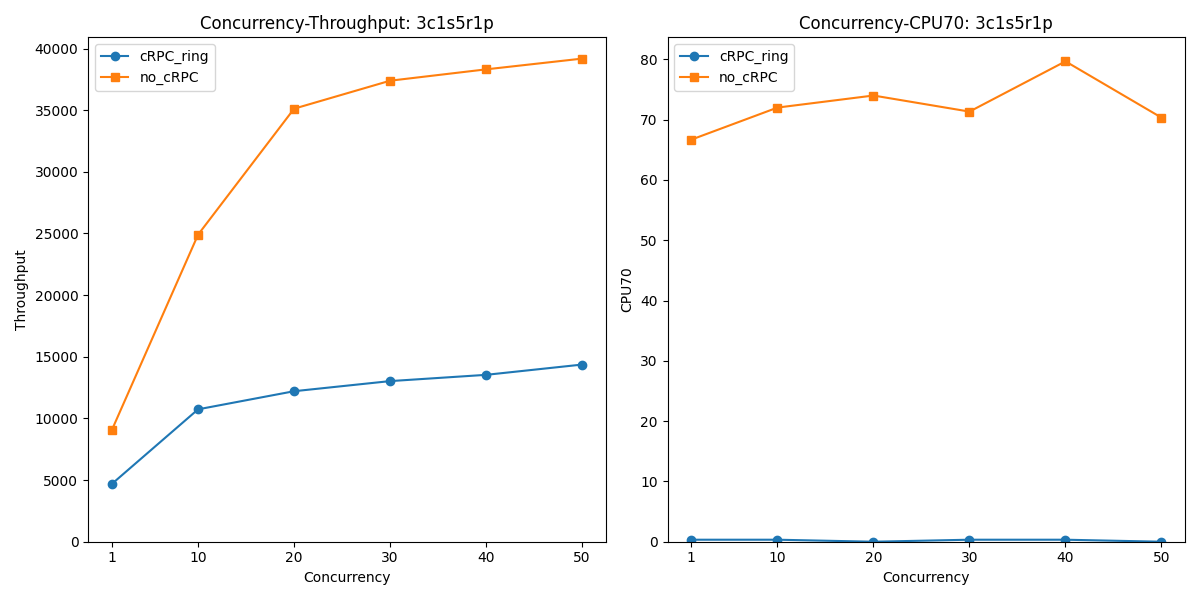 Concurrency-Throughput: 3c1s5r1p
cRPC_ring
no_cRPC
40000
35000
30000
25000
20000
15000
10000
5000
0
Throughput
1 10 20 30 40 50
Concurrency
Concurrency-CPU70: 3c1s5r1p
cRPC_ring
no_cRPC
80
70
60
50
40
30
20
10
0
CPU70
1 10 20 30 40 50
Concurrency